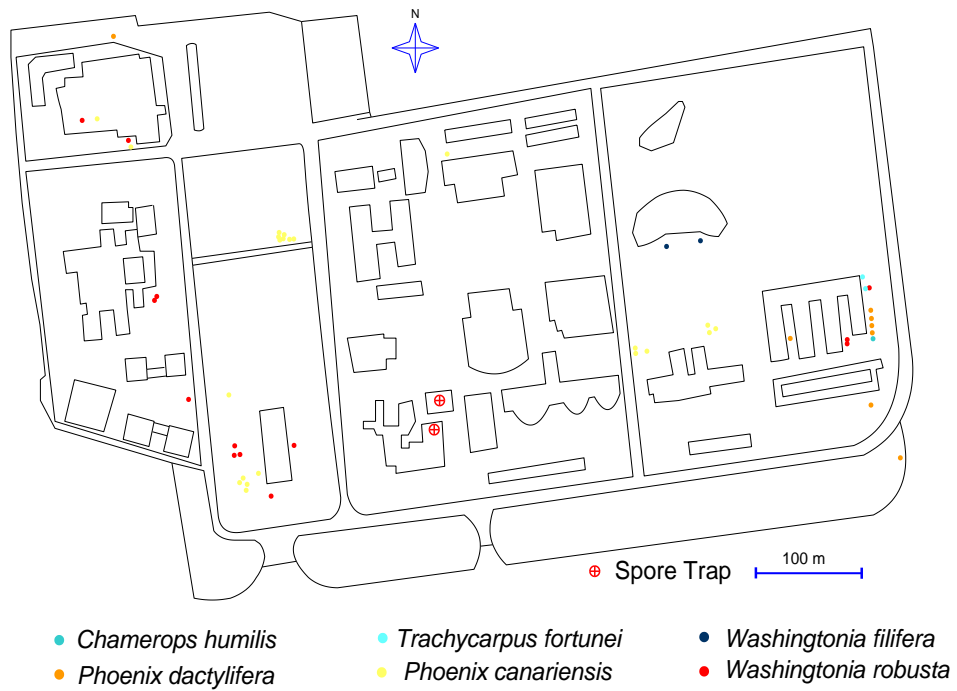 N
Spore Trap
100 m
Chamerops humilis
Trachycarpus fortunei
Washingtonia filifera
Phoenix dactylifera
Phoenix canariensis
Washingtonia robusta